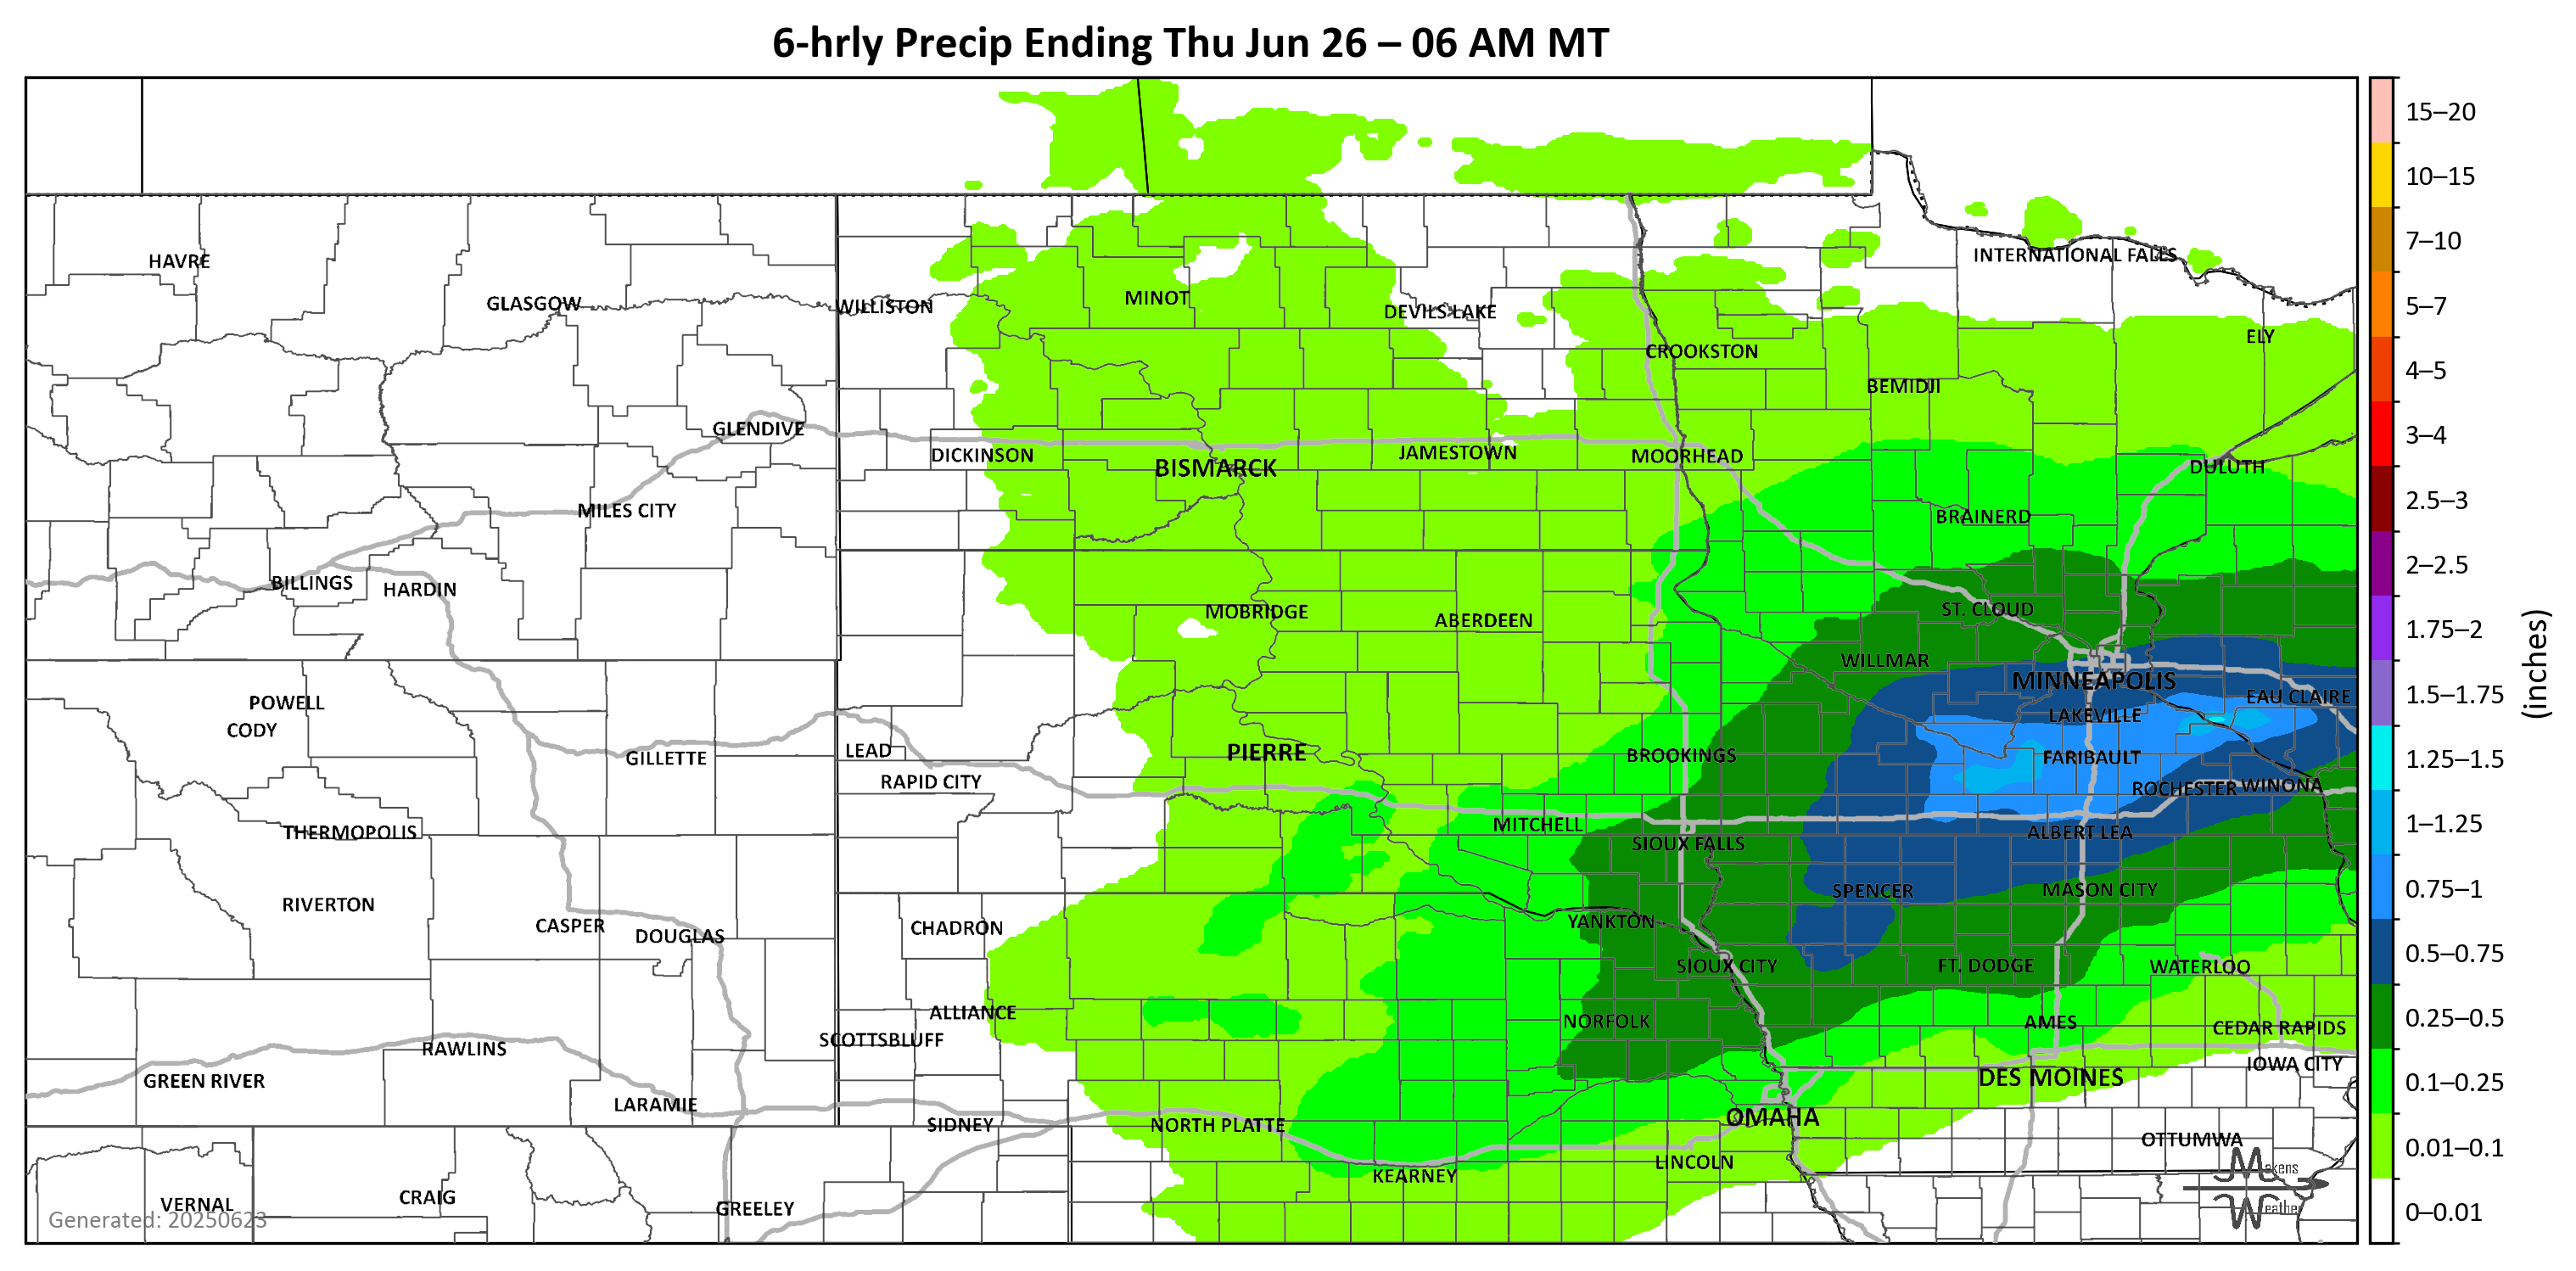 6-hrly Precip Ending Thu Jun 26 – 06 AM MT
15–20
10–15
7–10
5–7
4–5
3–4
2.5–3
2–2.5
1.75–2
1.5–1.75
1.25–1.5
1–1.25
0.75–1
0.5–0.75
0.25–0.5
0.1–0.25
0.01–0.1
0–0.01
(inches)
HAVRE
INTERNATIONAL FALLS
GLASGOW
WILLISTON
MINOT
DEVILS LAKE
ELY
CROOKSTON
BEMIDJI
GLENDIVE
DICKINSON
BISMARCK
JAMESTOWN
MOORHEAD
DULUTH
MILES CITY
BRAINERD
BILLINGS
HARDIN
MOBRIDGE
ABERDEEN
ST. CLOUD
WILLMAR
MINNEAPOLIS
EAU CLAIRE
POWELL
CODY
LAKEVILLE
GILLETTE
LEAD
PIERRE
BROOKINGS
FARIBAULT
RAPID CITY
ROCHESTER
WINONA
THERMOPOLIS
MITCHELL
SIOUX FALLS
ALBERT LEA
RIVERTON
SPENCER
MASON CITY
CASPER
DOUGLAS
CHADRON
YANKTON
SIOUX CITY
FT. DODGE
WATERLOO
ALLIANCE
NORFOLK
AMES
CEDAR RAPIDS
SCOTTSBLUFF
RAWLINS
IOWA CITY
GREEN RIVER
DES MOINES
LARAMIE
SIDNEY
NORTH PLATTE
OMAHA
OTTUMWA
LINCOLN
KEARNEY
VERNAL
CRAIG
GREELEY
Generated: 20250623
Makens
Weather